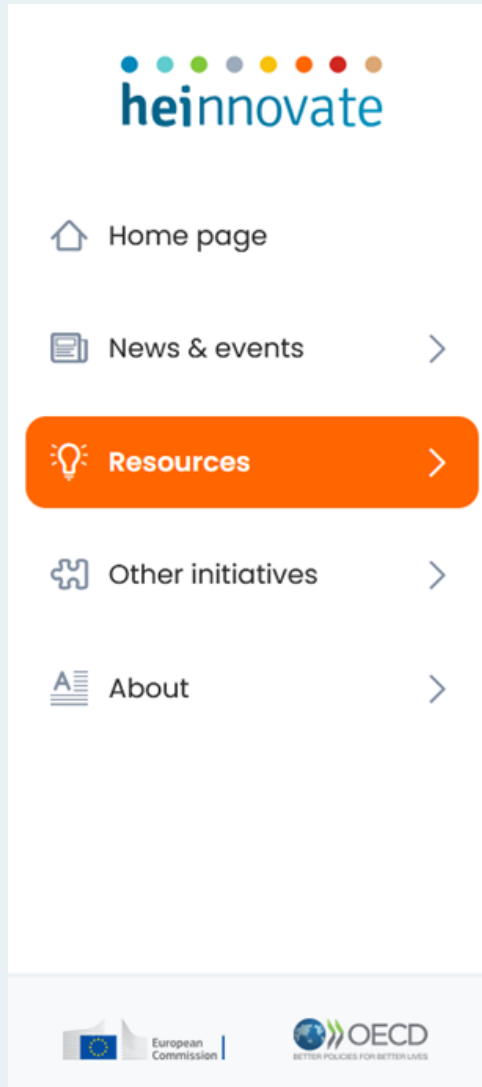 heinnovate
Home page
News & events
Resources
Other initiatives
About
European
Commission
OECD
BETTER POLICIES FOR BETTER LIVES